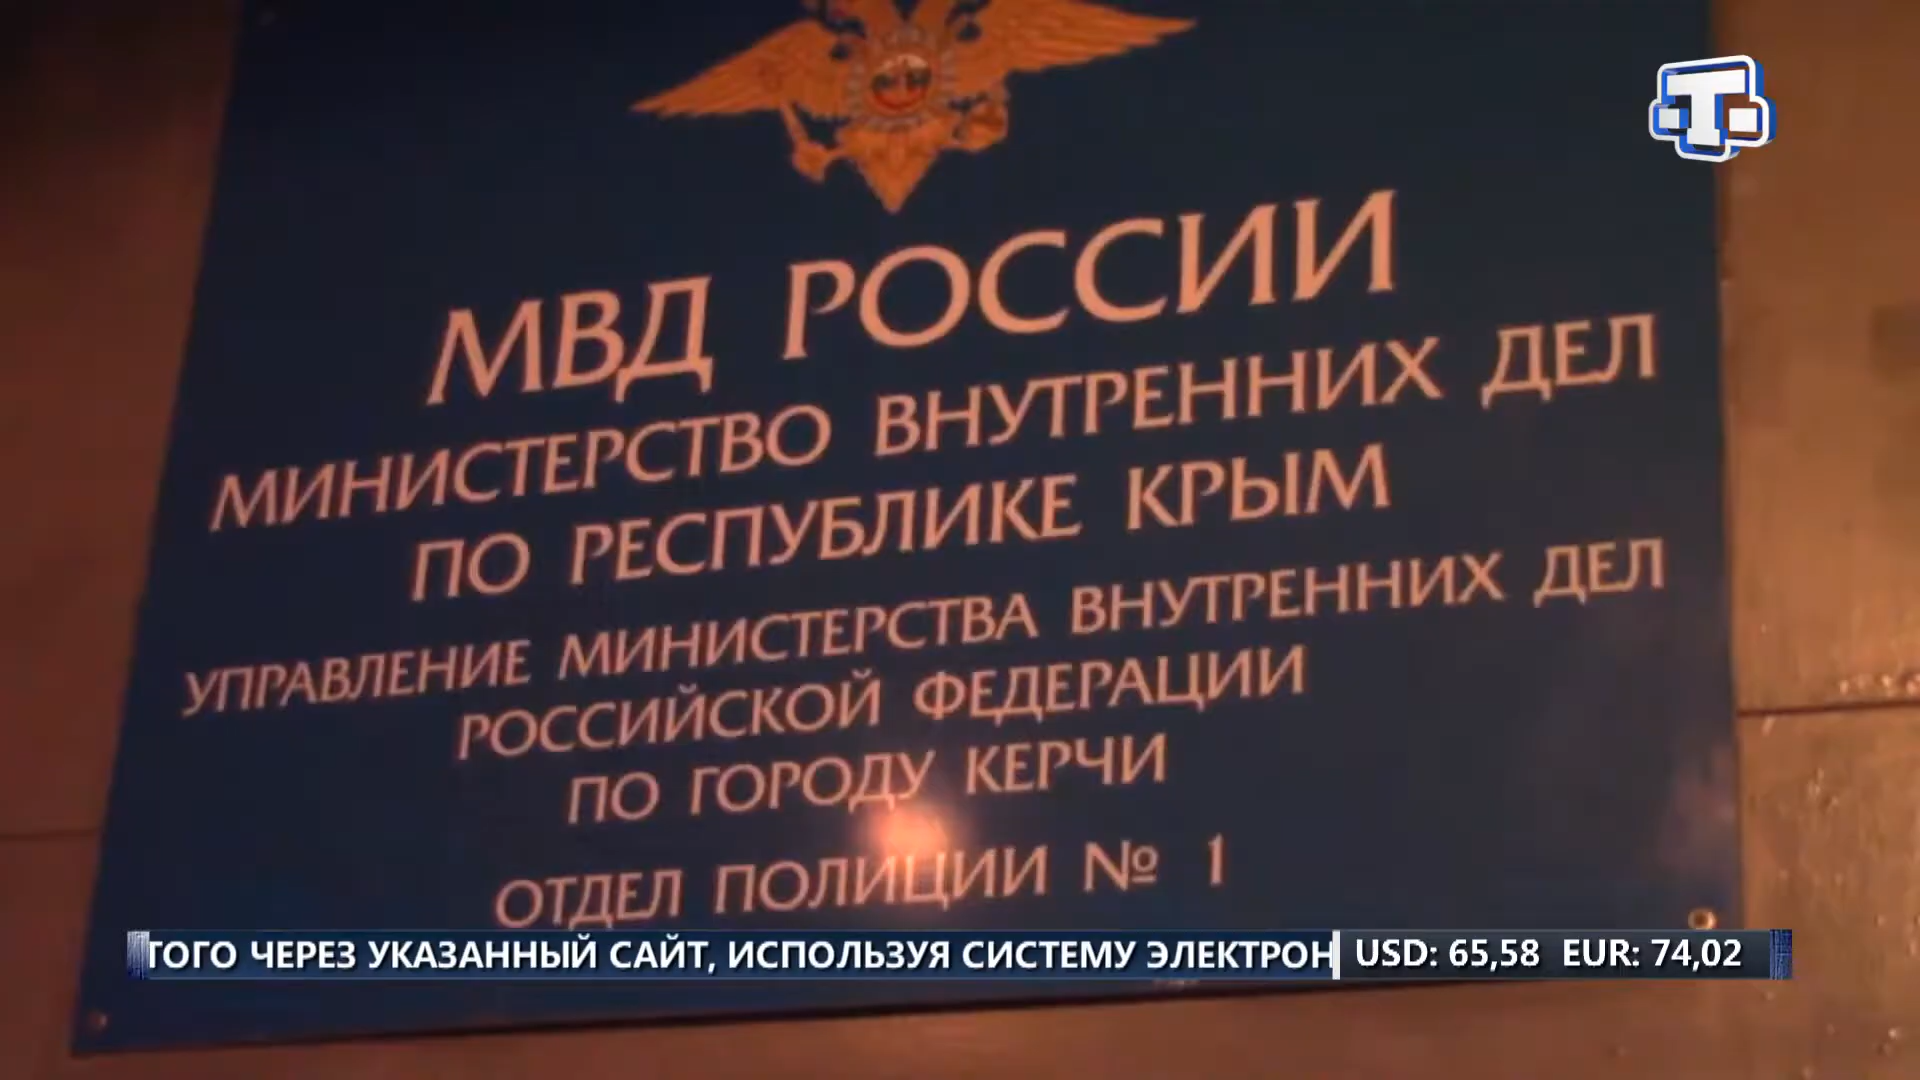 МВД РОССИИ
МИНИСТЕРСТВО ВНУТРЕННИХ ДЕЛ
ПО РЕСПУБЛИКЕ КРЫМ
УПРАВЛЕНИЕ МИНИСТЕРСТВА ВНУТРЕННИХ ДЕЛ
РОССИЙСКОЙ ФЕДЕРАЦИИ
ПО ГОРОДУ КЕРЧИ
ОТДЕЛ ПОЛИЦИИ № 1
ТОГО ЧЕРЕЗ УКАЗАННЫЙ САЙТ, ИСПОЛЬЗУЯ СИСТЕМУ ЭЛЕКТРОН
USD: 65,58 EUR: 74,02